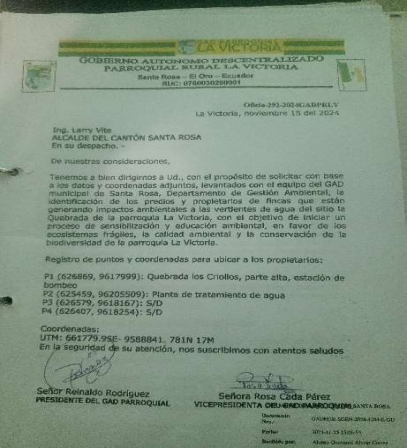 LA VICTORIA
GOBIERNO AUTONOMO DESCENTRALIZADO
PARROQUIAL RURAL LA VICTORIA
Santa Rosa – El Oro – Ecuador
Oficio-292-2024GADPRLV
La Victoria, noviembre 15 del 2024
Ing. Larry Vite
ALCALDE DEL CANTÓN SANTA ROSA
En su despacho. -
De nuestras consideraciones,
Tenemos a bien dirigirnos a Ud., con el propósito de solicitar con base
a los datos y coordenadas adjuntos, levantados con el equipo del GAD
municipal de Santa Rosa, Departamento de Gestión Ambiental, la
identificación de los predios y propietarios de fincas que están
generando impactos ambientales a las vertientes de agua del sitio la
Quebrada de la parroquia La Victoria, con el objetivo de iniciar un
proceso de sensibilización y educación ambiental, en favor de los
ecosistemas frágiles, la calidad ambiental y la conservación de la
biodiversidad de la parroquia La Victoria.
Registro de puntos y coordenadas para ubicar a los propietarios:
P1 (626869, 9617999): Quebrada los Criollos, parte alta, estación de
bombeo
P2 (625459, 96205509): Planta de tratamiento de agua
P3 (626579, 9618167): S/D
P4 (626407, 9618254): S/D
Coordenadas:
UTM: 661779.95E- 9588841. 781N 17M
En la seguridad de su atención, nos suscribimos con atentos saludos
Señor Reinaldo Rodríguez
PRESIDENTE DEL GAD PARROQUIAL
Señora Rosa Cada Pérez
VICEPRESIDENTA DEL GAD PARROQUIAL
SANTA ROSA
Documento
Nro.:
Fecha:
Recibido por: